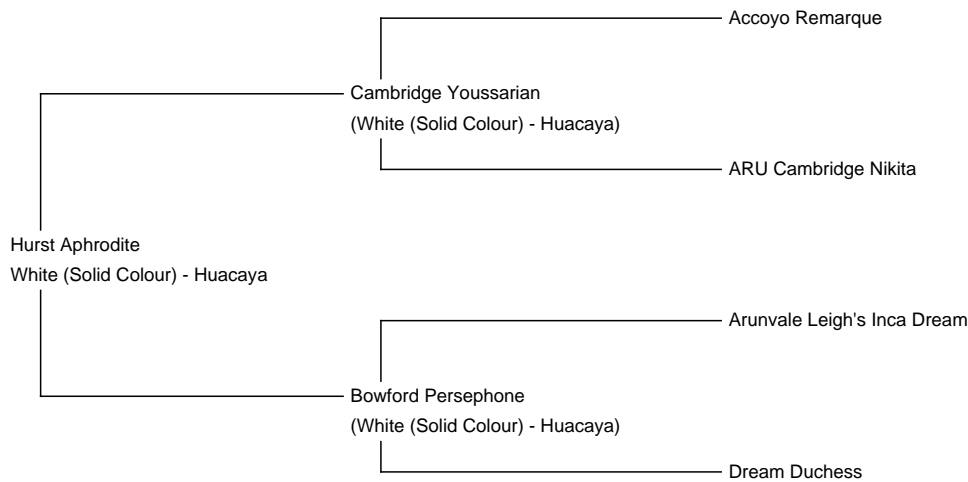 Accoyo Remarque
Cambridge Youssarian
(White (Solid Colour) - Huacaya)
ARU Cambridge Nikita
Hurst Aphrodite
White (Solid Colour) - Huacaya
Arunvale Leigh's Inca Dream
Bowford Persephone
(White (Solid Colour) - Huacaya)
Dream Duchess